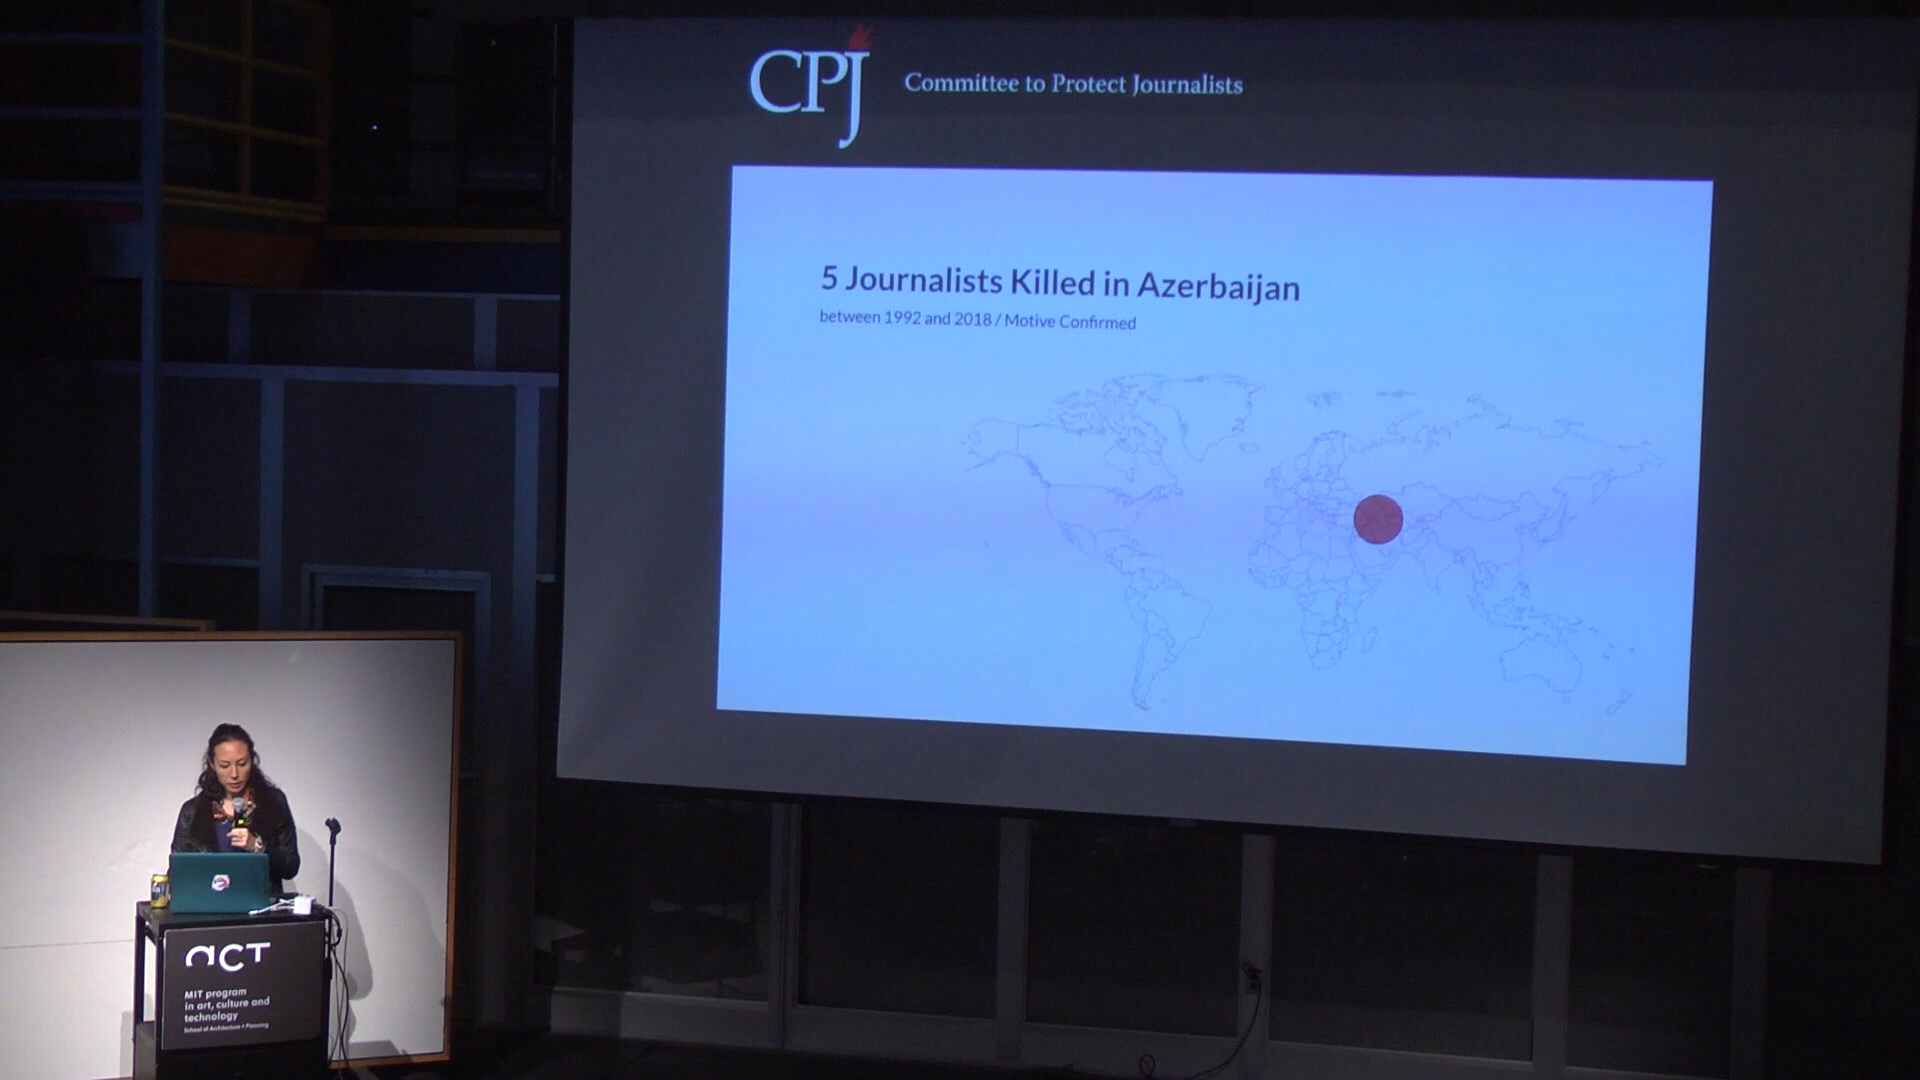 CPJ
Committee to Protect Journalists
5 Journalists Killed in Azerbaijan
between 1992 and 2018 / Motive Confirmed
act
MIT program
in art, culture and
technology
School of Architecture + Planning